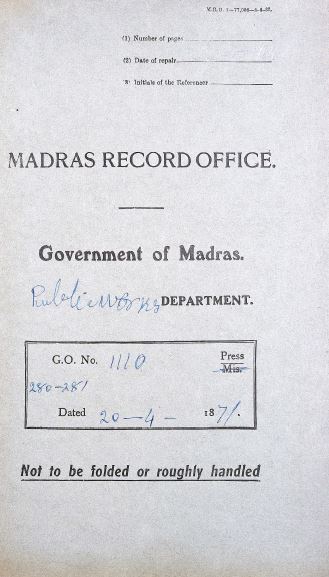 (1) Number of pages
(2) Date of repair
(3) Initials of the Referencer
MADRAS RECORD OFFICE.
Government of Madras.
Public Works DEPARTMENT.
G.O. No. 1110 Press
Mis.
280-281
Dated 20-4- 1871.
Not to be folded or roughly handled